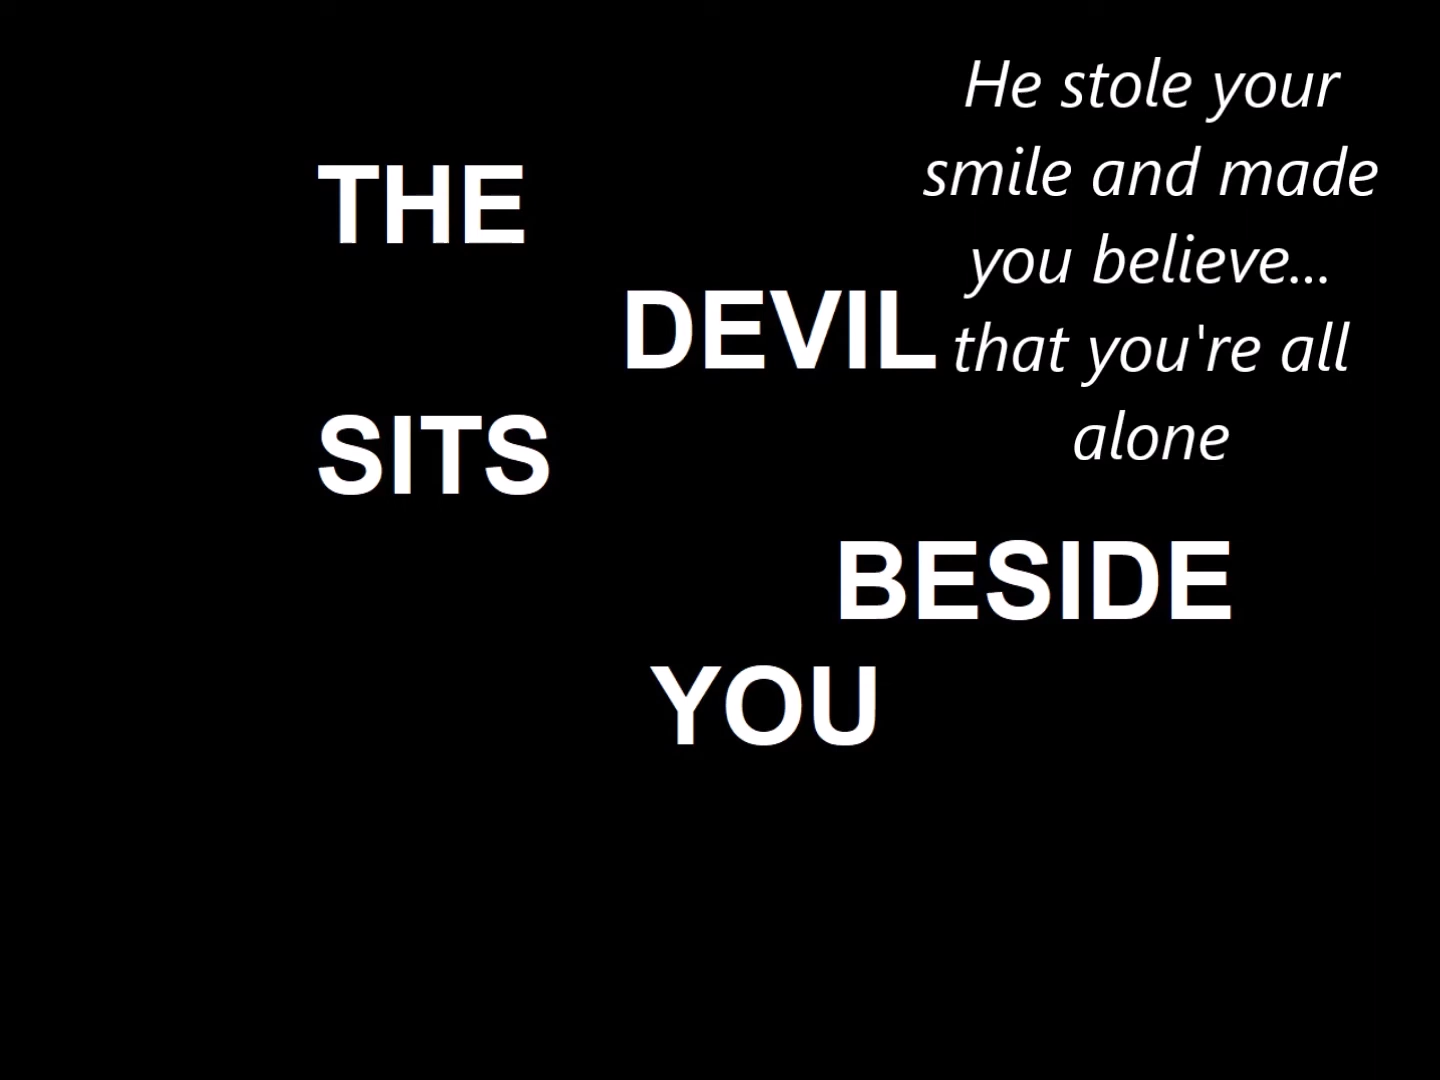 He stole your
smile and made
you believe...
that you're all
alone
THE
DEVIL
SITS
BESIDE
YOU